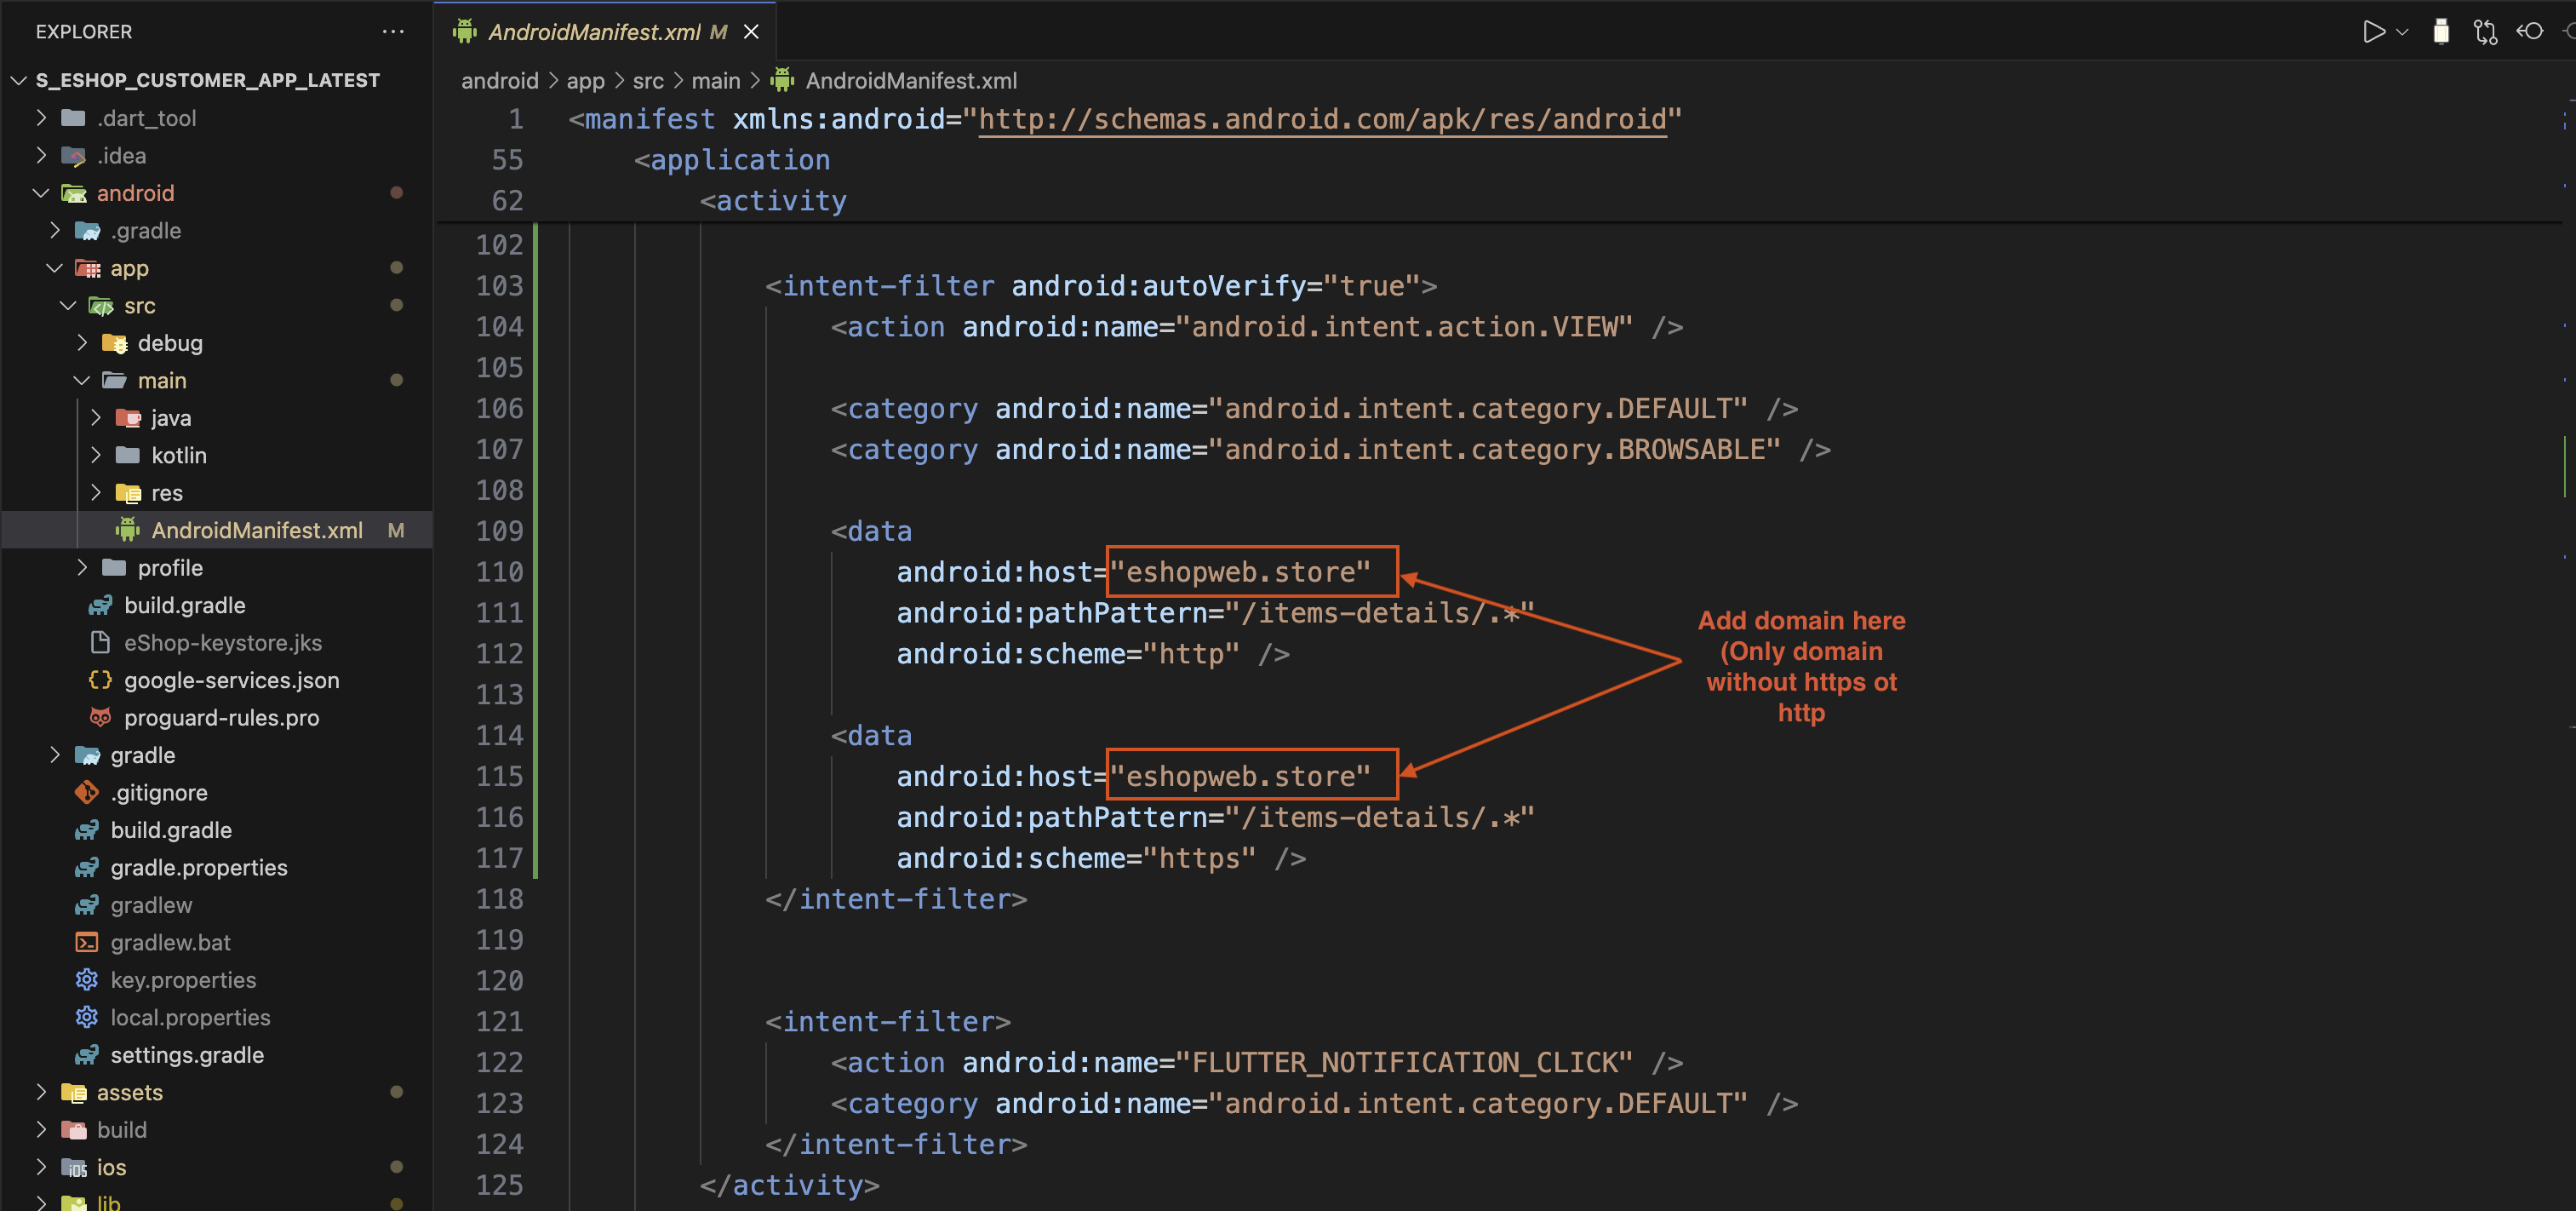 EXPLORER
S_ESHOP_CUSTOMER_APP_LATEST
.dart_tool
.idea
android
.gradle
app
src
debug
main
java
kotlin
res
AndroidManifest.xml M
profile
build.gradle
eShop-keystore.jks
google-services.json
proguard-rules.pro
gradle
.gitignore
build.gradle
gradle.properties
gradlew
gradlew.bat
key.properties
local.properties
settings.gradle
assets
build
ios
lib
AndroidManifest.xml M
android > app > src > main > AndroidManifest.xml
1 <manifest xmlns:android="http://schemas.android.com/apk/res/android"
55 <application
62 <activity
102
103 <intent-filter android:autoVerify="true">
104 <action android:name="android.intent.action.VIEW" />
105
106 <category android:name="android.intent.category.DEFAULT" />
107 <category android:name="android.intent.category.BROWSABLE" />
108
109 <data
110 android:host="eshopweb.store"
111 android:pathPattern="/items-details/.*"
112 android:scheme="http" />
113
114 <data
115 android:host="eshopweb.store"
116 android:pathPattern="/items-details/.*"
117 android:scheme="https" />
118 </intent-filter>
119
120
121 <intent-filter>
122 <action android:name="FLUTTER_NOTIFICATION_CLICK" />
123 <category android:name="android.intent.category.DEFAULT" />
124 </intent-filter>
125 </activity>
Add domain here
(Only domain
without https ot
http